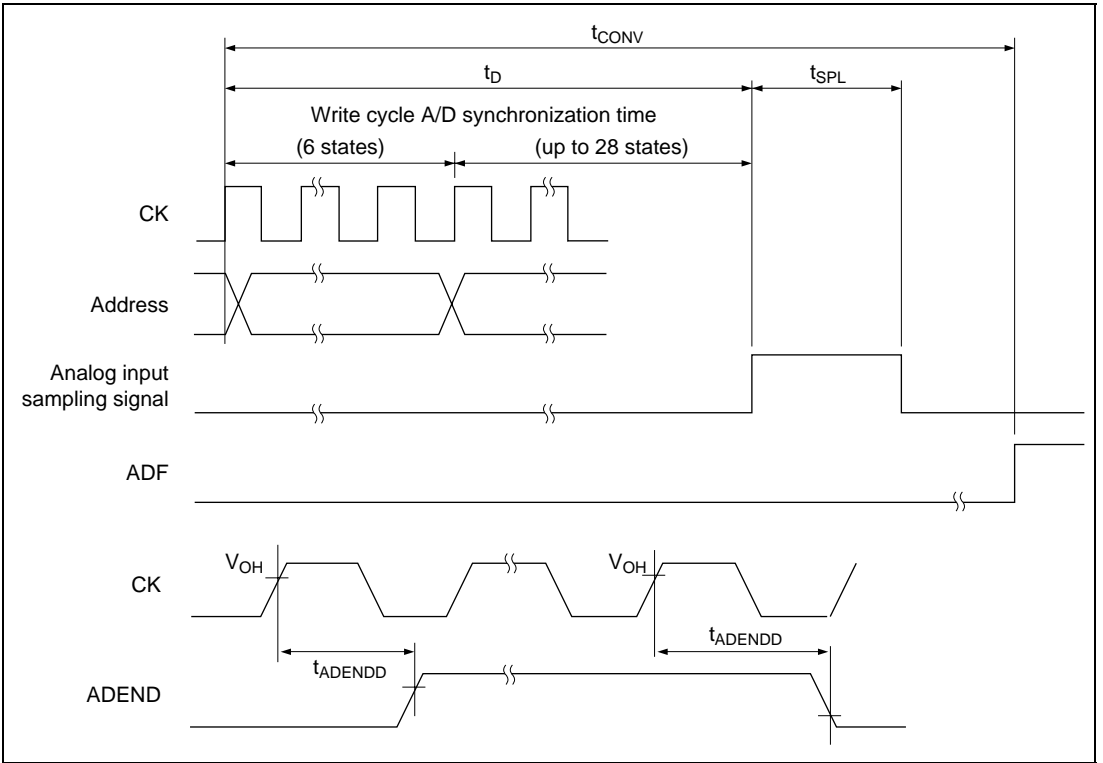 tCONV
tD
tSPL
Write cycle A/D synchronization time
(6 states)
(up to 28 states)
CK
Address
Analog input
sampling signal
ADF
VOH
VOH
CK
tADENDD
tADENDD
ADEND